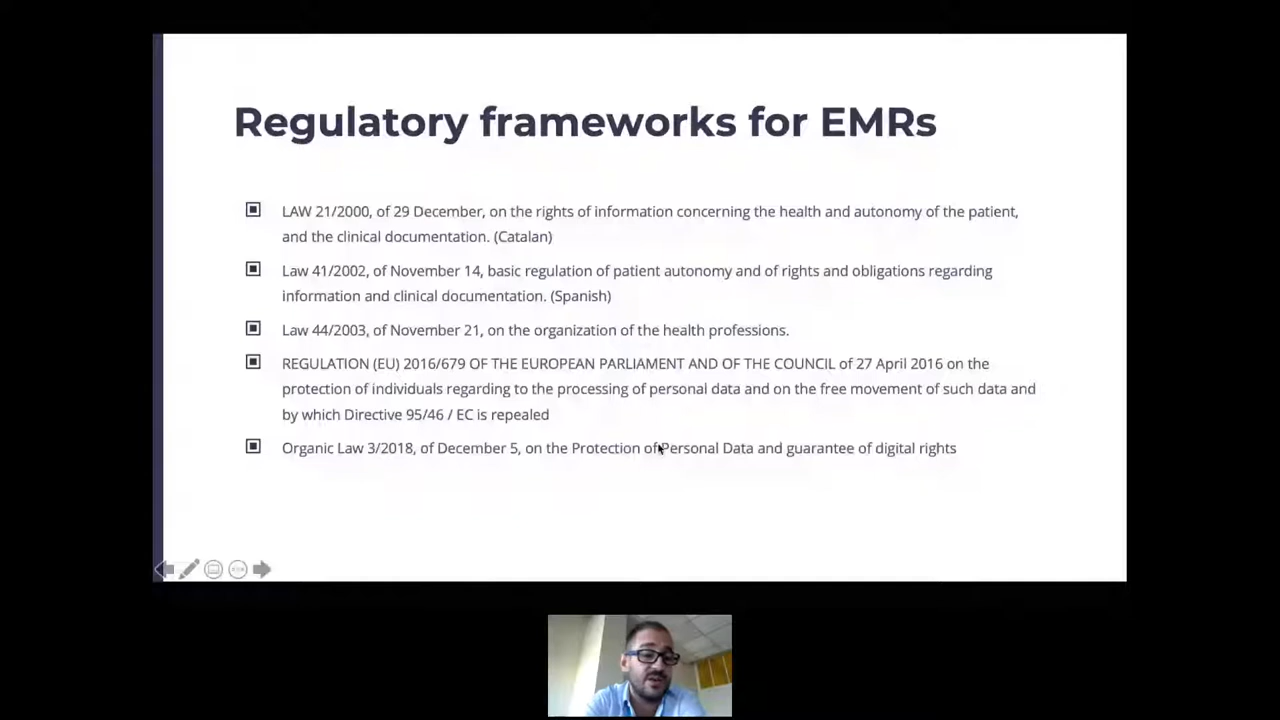 Regulatory frameworks for EMRs
LAW 21/2000, of 29 December, on the rights of information concerning the health and autonomy of the patient,
and the clinical documentation. (Catalan)
Law 41/2002, of November 14, basic regulation of patient autonomy and of rights and obligations regarding
information and clinical documentation. (Spanish)
Law 44/2003, of November 21, on the organization of the health professions.
REGULATION (EU) 2016/679 OF THE EUROPEAN PARLIAMENT AND OF THE COUNCIL of 27 April 2016 on the
protection of individuals regarding to the processing of personal data and on the free movement of such data and
by which Directive 95/46 / EC is repealed
Organic Law 3/2018, of December 5, on the Protection of Personal Data and guarantee of digital rights